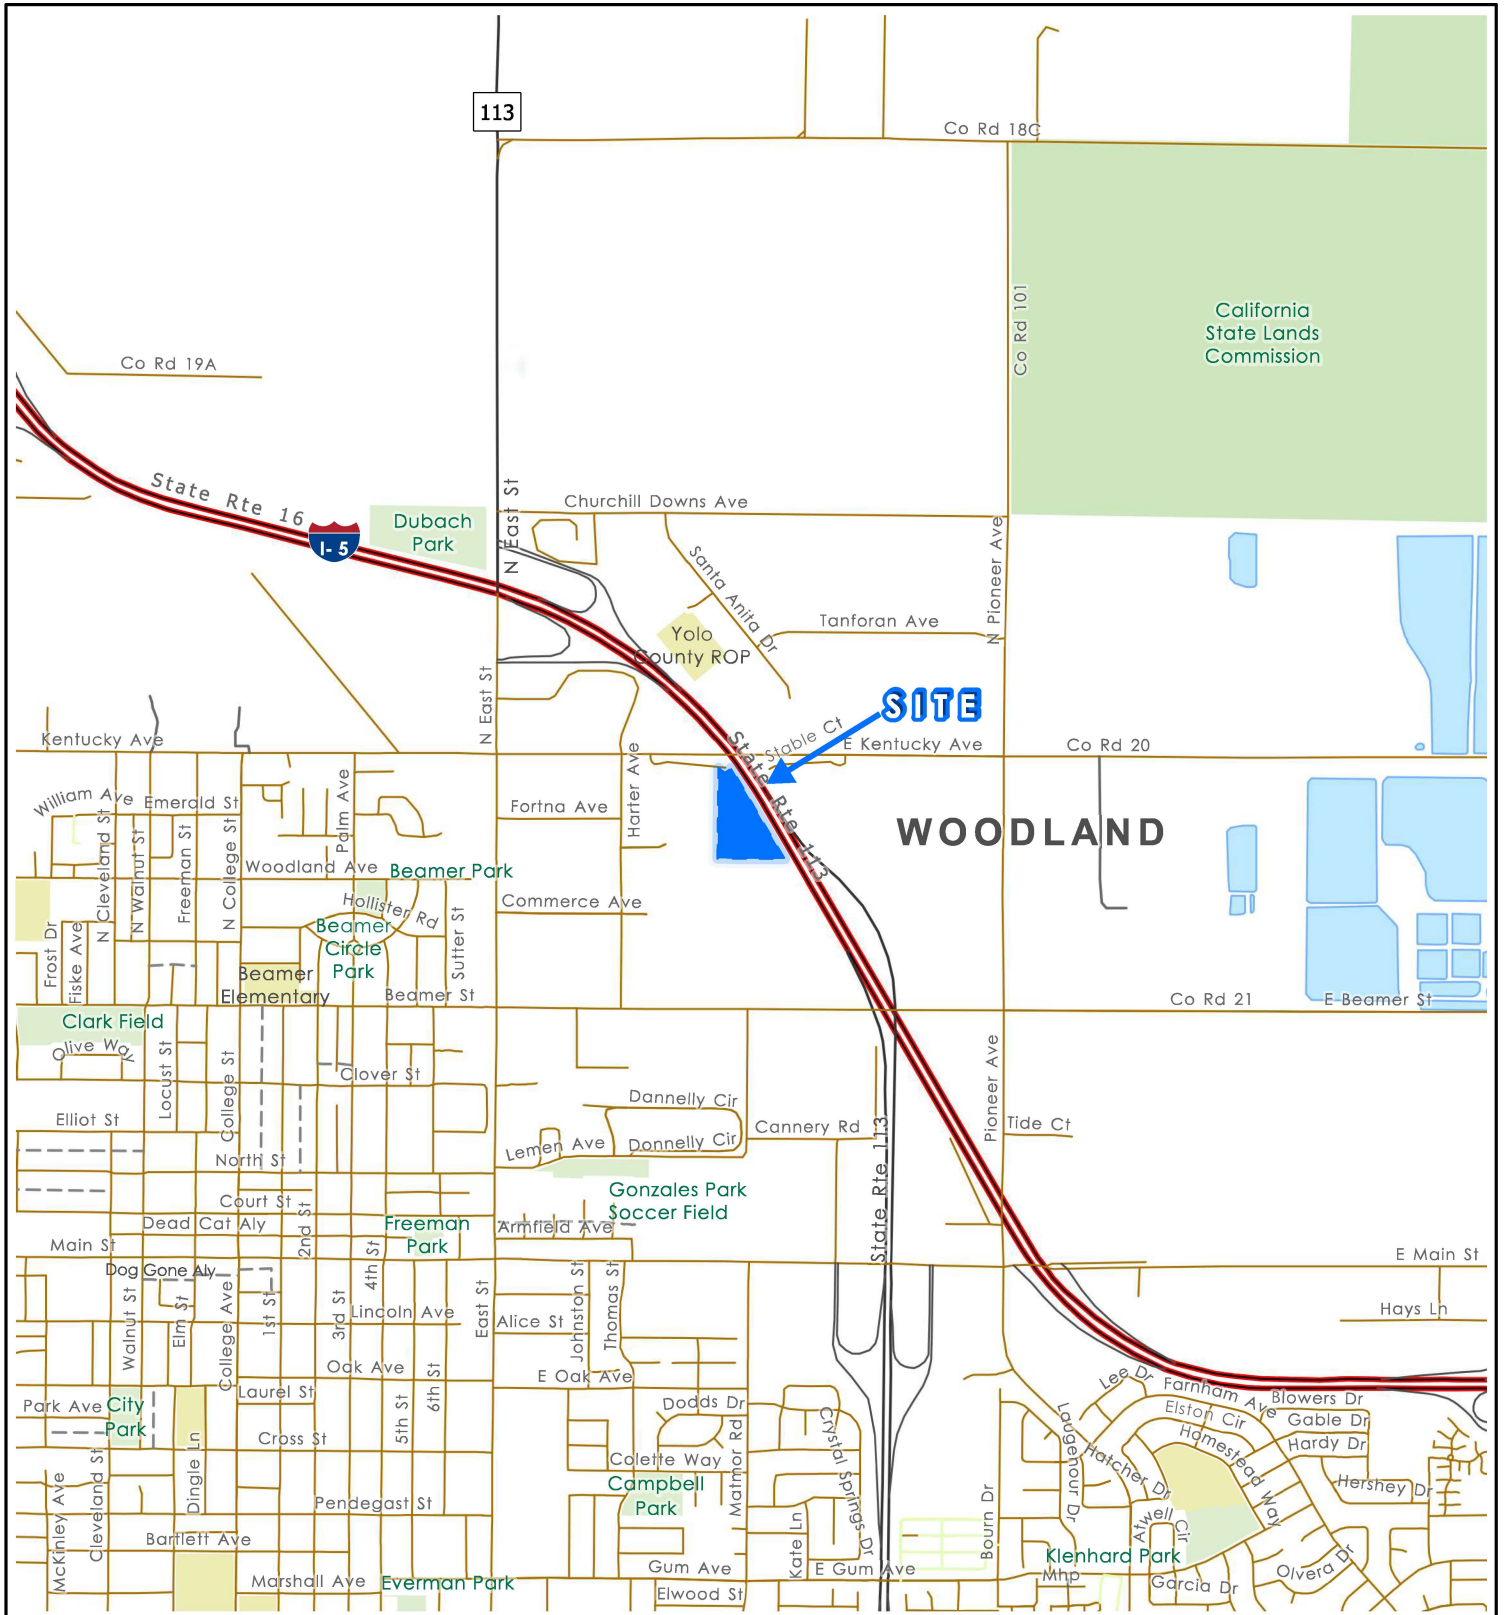 113
Co Rd 18C
Co Rd 101
California
State Lands
Commission
Co Rd 19A
State Rte 16
I-5
Dubach
Park
N East St
Churchill Downs Ave
Santa Anita Dr
N Pioneer Ave
Tanforan Ave
Yolo
County ROP
N East St
SITE
Stable Ct
State Rte 113
E Kentucky Ave
Co Rd 20
Kentucky Ave
Harter Ave
Palm Ave
William Ave
Emerald St
Fortna Ave
WOODLAND
N Cleveland St
N Walnut St
Freeman St
N College St
Woodland Ave
Beamer Park
Hollister Rd
Commerce Ave
Beamer
Circle
Park
Sutter St
Frost Dr
Fiske Ave
Beamer
Elementary
Beamer St
Co Rd 21
E Beamer St
Clark Field
Olive Way
Locust St
College St
Clover St
Pioneer Ave
Dannelly Cir
Elliot St
Cannery Rd
Tide Ct
Lemen Ave
Donnelly Cir
State Rte 113
North St
Gonzales Park
Soccer Field
Court St
2nd St
Dead Cat Aly
Freeman
Park
Armfield Ave
Main St
4th St
E Main St
Dog Gone Aly
Walnut St
Elm St
College Ave
1st St
3rd St
Lincoln Ave
East St
Alice St
Johnston St
Thomas St
Hays Ln
Oak Ave
6th St
E Oak Ave
Lee Dr
Farnham Ave
Blowers Dr
Park Ave
City
Park
Laurel St
5th St
Dodds Dr
Matmor Rd
Crystal Springs Dr
Laugenour Dr
Elston Cir
Gable Dr
Cross St
Homestead Way
Hardy Dr
Dingle Ln
Colette Way
Hatcher Dr
Hershey Dr
McKinley Ave
Cleveland St
Pendegast St
Campbell
Park
Kate Ln
Bourn Dr
Atwell Cir
Bartlett Ave
Klenhard Park
Mhp
Olvera Dr
Marshall Ave
Everman Park
Gum Ave
E Gum Ave
Garcia Dr
Elwood St